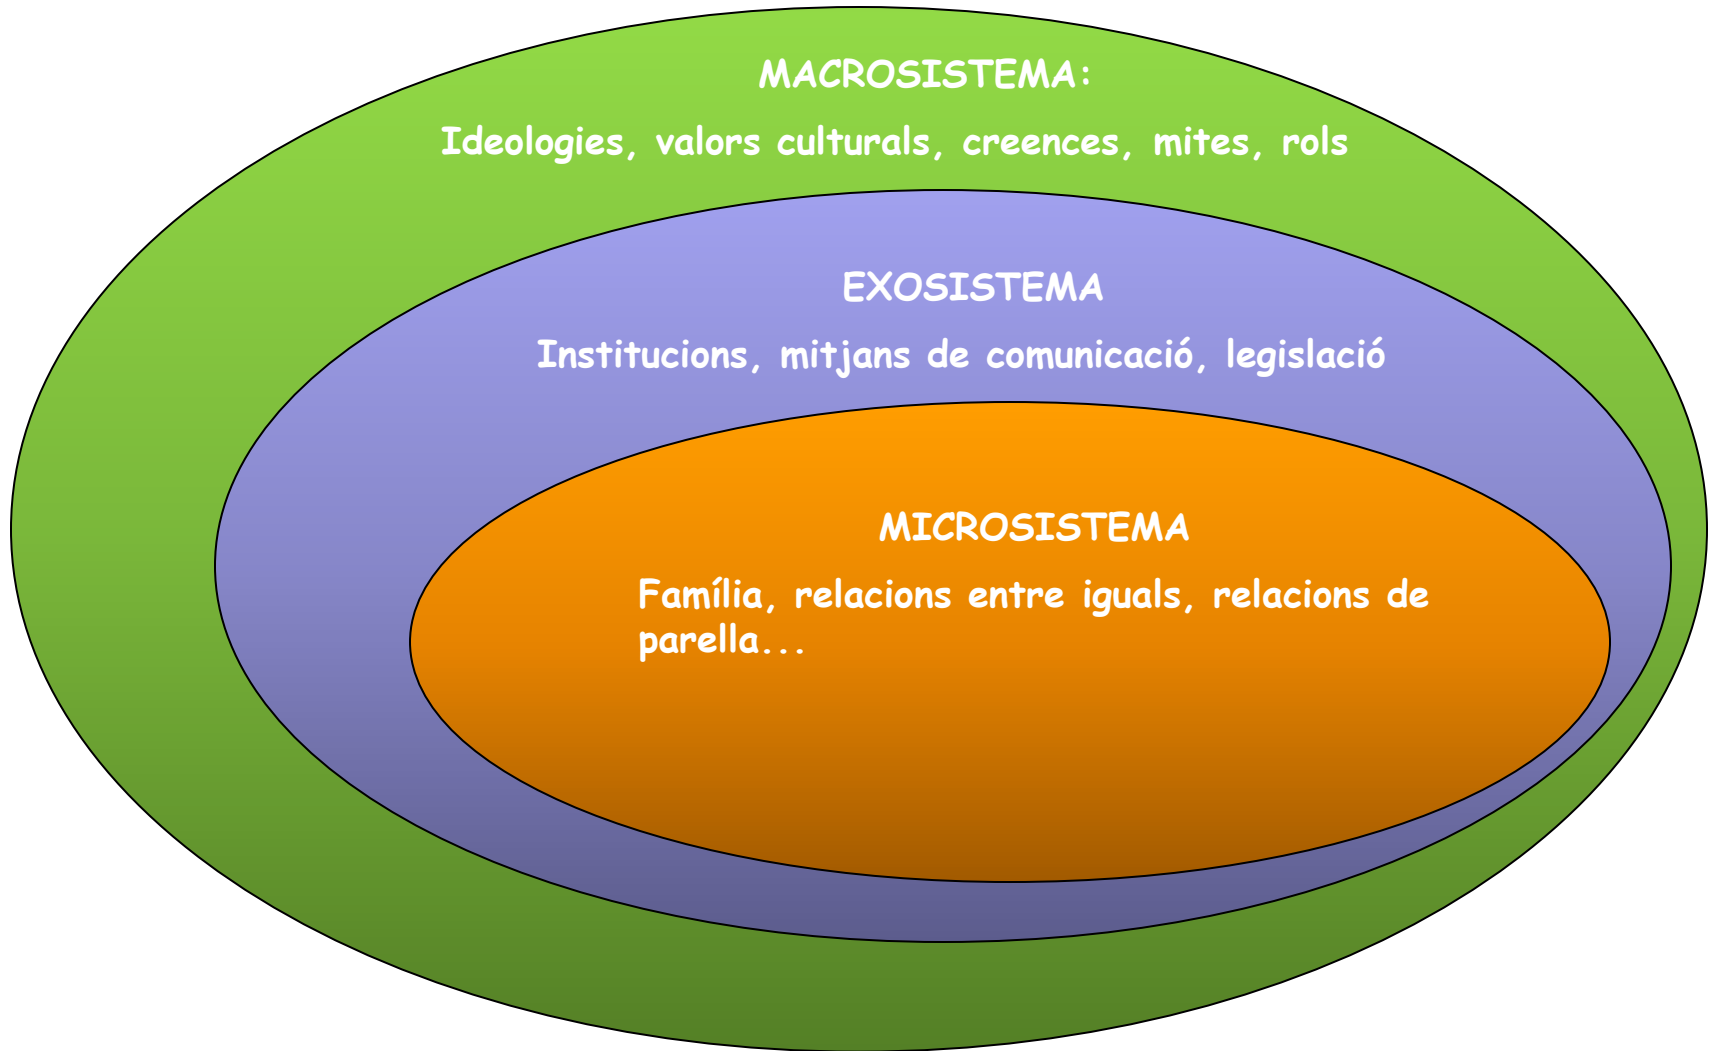 MACROSISTEMA:
Ideologies, valors culturals, creences, mites, rols
EXOSISTEMA
Institucions, mitjans de comunicació, legislació
MICROSISTEMA
Família, relacions entre iguals, relacions de
parella...